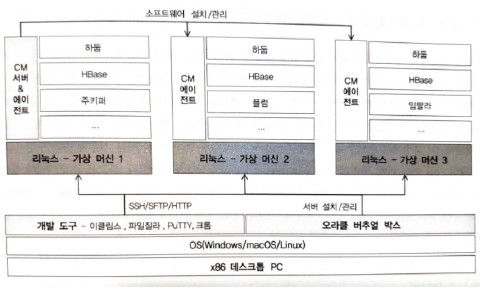 소프트웨어 설치/관리
CM
서버
&
에이
전트
하둡
HBase
주키퍼
...
리눅스 - 가상 머신 1
CM
에이
전트
하둡
HBase
플럼
...
리눅스 - 가상 머신 2
CM
에이
전트
하둡
HBase
임팔라
...
리눅스 - 가상 머신 3
SSH/SFTP/HTTP
서버 설치/관리
개발 도구 - 이클립스, 파일질라, PuTTY, 크롬
오라클 버추얼 박스
OS(Windows/macOS/Linux)
x86 데스크톱 PC